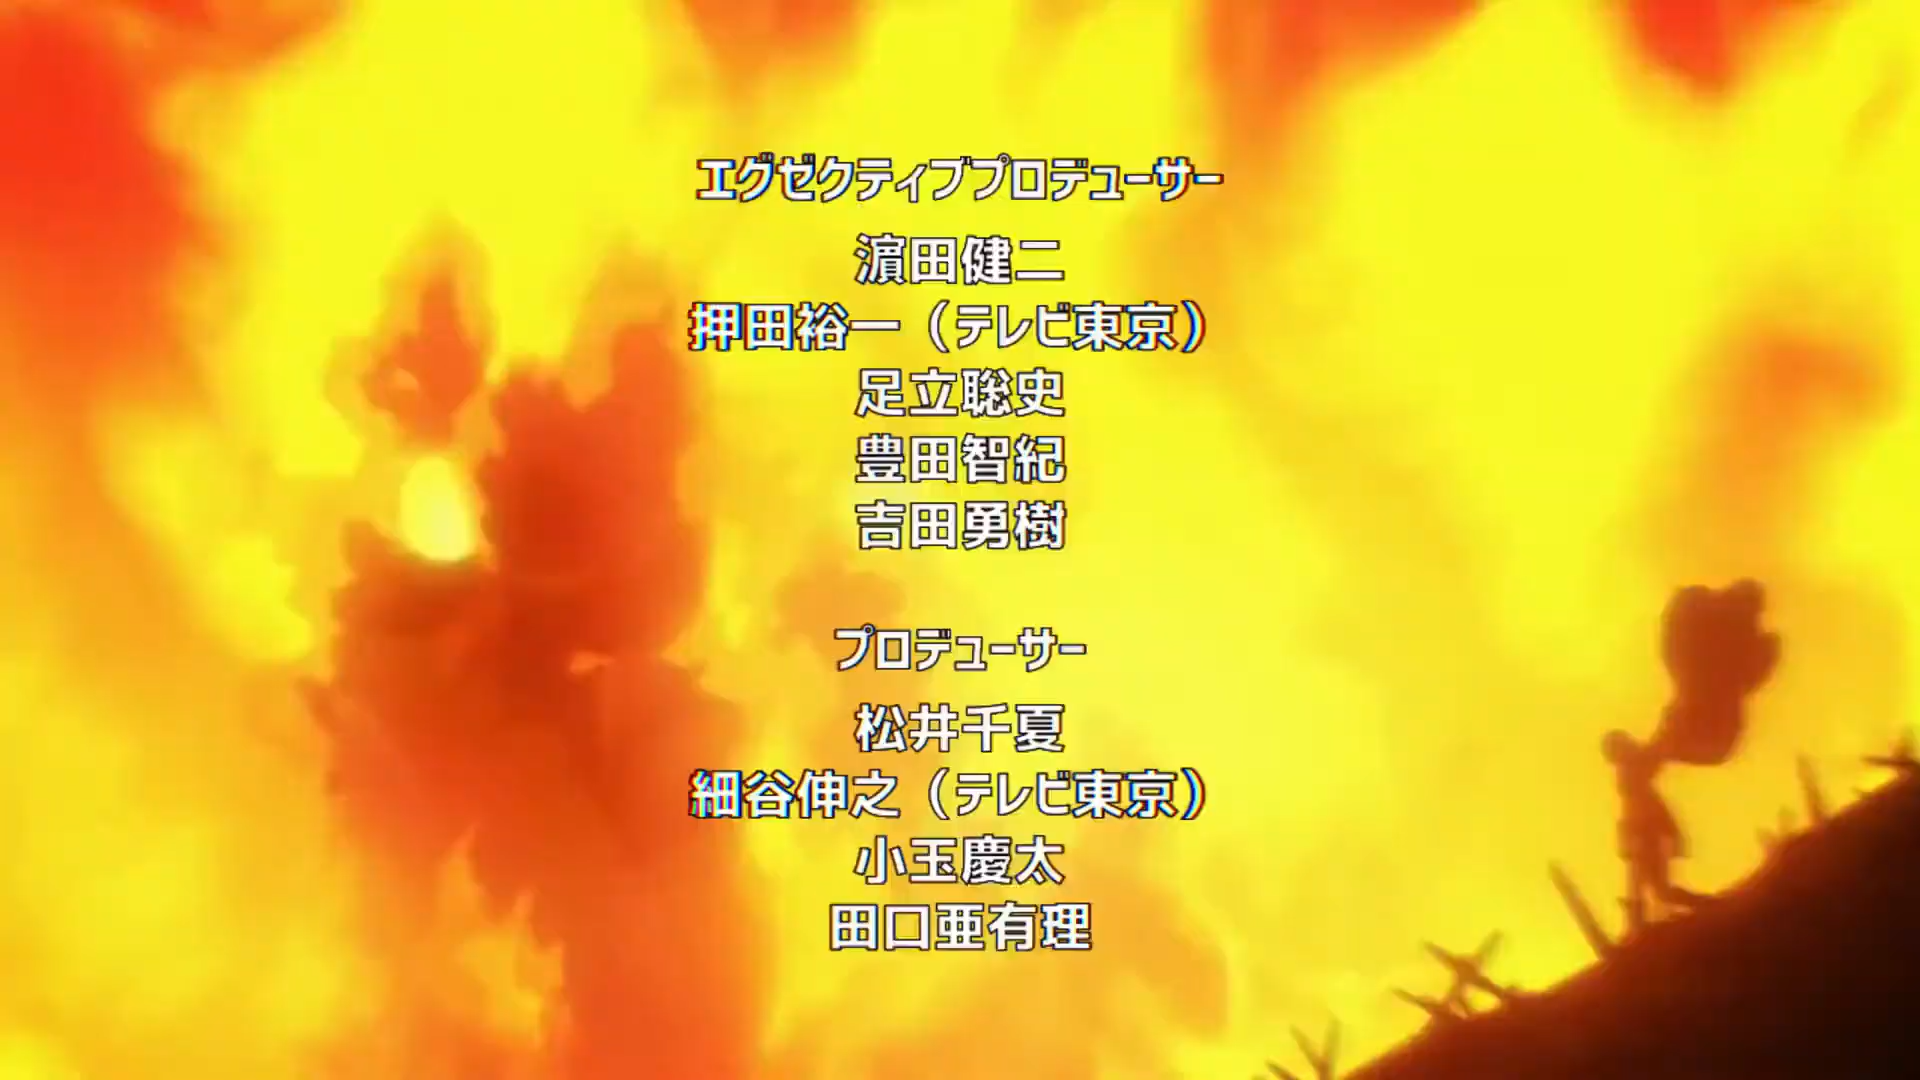 エグゼクティブプロデューサー
濵田健二
押田裕一（テレビ東京）
足立聡史
豊田智紀
吉田勇樹
プロデューサー
松井千夏
細谷伸之（テレビ東京）
小玉慶太
田口亜有理